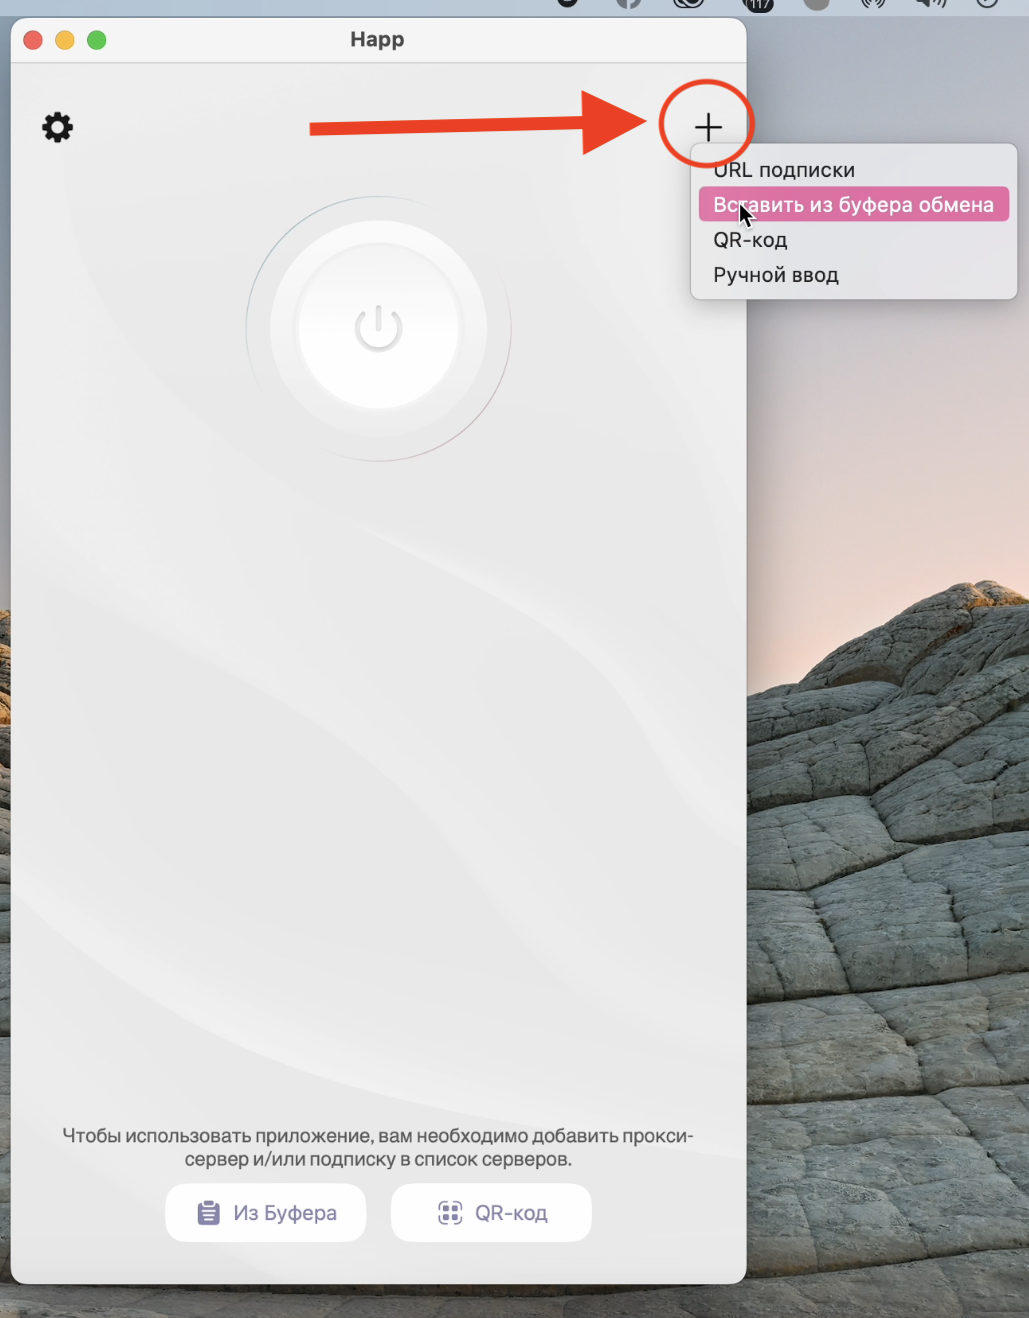 117
Happ
URL подписки
Вставить из буфера обмена
QR-код
Ручной ввод
Чтобы использовать приложение, вам необходимо добавить прокси-
сервер и/или подписку в список серверов.
Из Буфера
QR-код